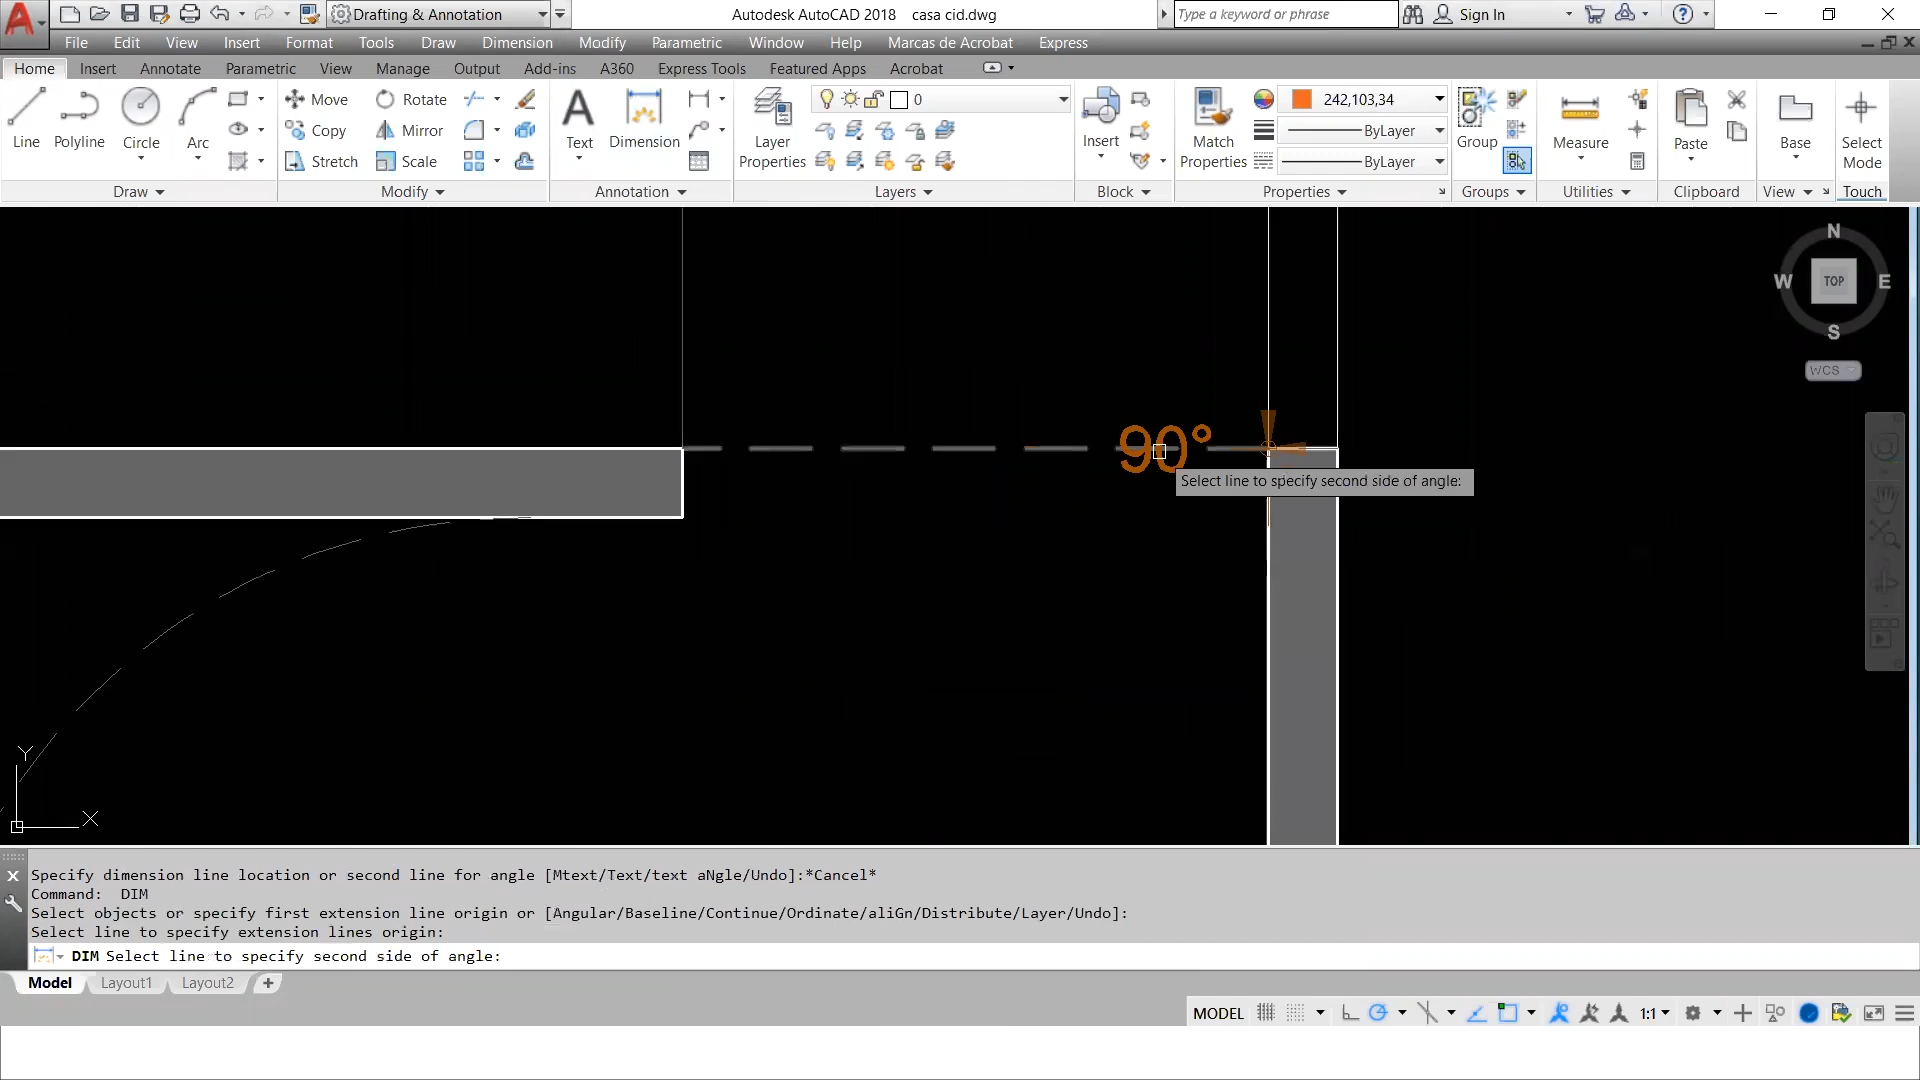 Drafting & Annotation
Autodesk AutoCAD 2018 casa cid.dwg
Type a keyword or phrase
Sign In
File Edit View Insert Format Tools Draw Dimension Modify Parametric Window Help Marcas de Acrobat Express
Home Insert Annotate Parametric View Manage Output Add-ins A360 Express Tools Featured Apps Acrobat
Line Polyline Circle Arc
Move Rotate
Copy Mirror
Stretch Scale
Text Dimension
Layer Properties
0
Insert
Match Properties
242,103,34
ByLayer
ByLayer
Group
Measure
Paste
Base
Select Mode
Draw Modify Annotation Layers Block Properties Groups Utilities Clipboard View Touch
N
W TOP E
S
WCS
90°
Select line to specify second side of angle:
Y
X
Specify dimension line location or second line for angle [Mtext/Text/text aNgle/Undo]:*Cancel*
Command: DIM
Select objects or specify first extension line origin or [Angular/Baseline/Continue/Ordinate/aliGn/Distribute/Layer/Undo]:
Select line to specify extension lines origin:
DIM Select line to specify second side of angle:
Model Layout1 Layout2 +
MODEL 1:1